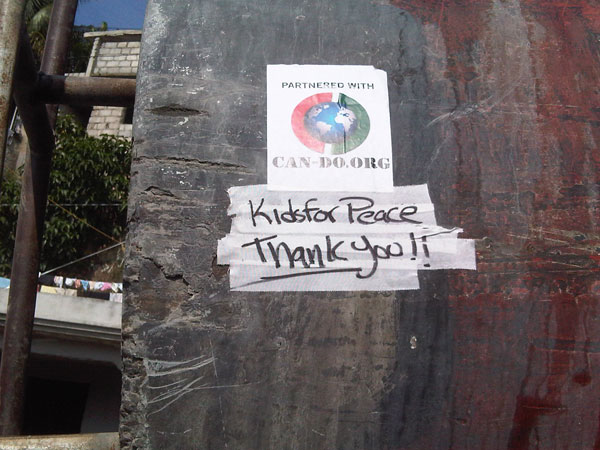 PARTNERED WITH
CAN-DO.ORG
Kids for Peace
Thank you!!